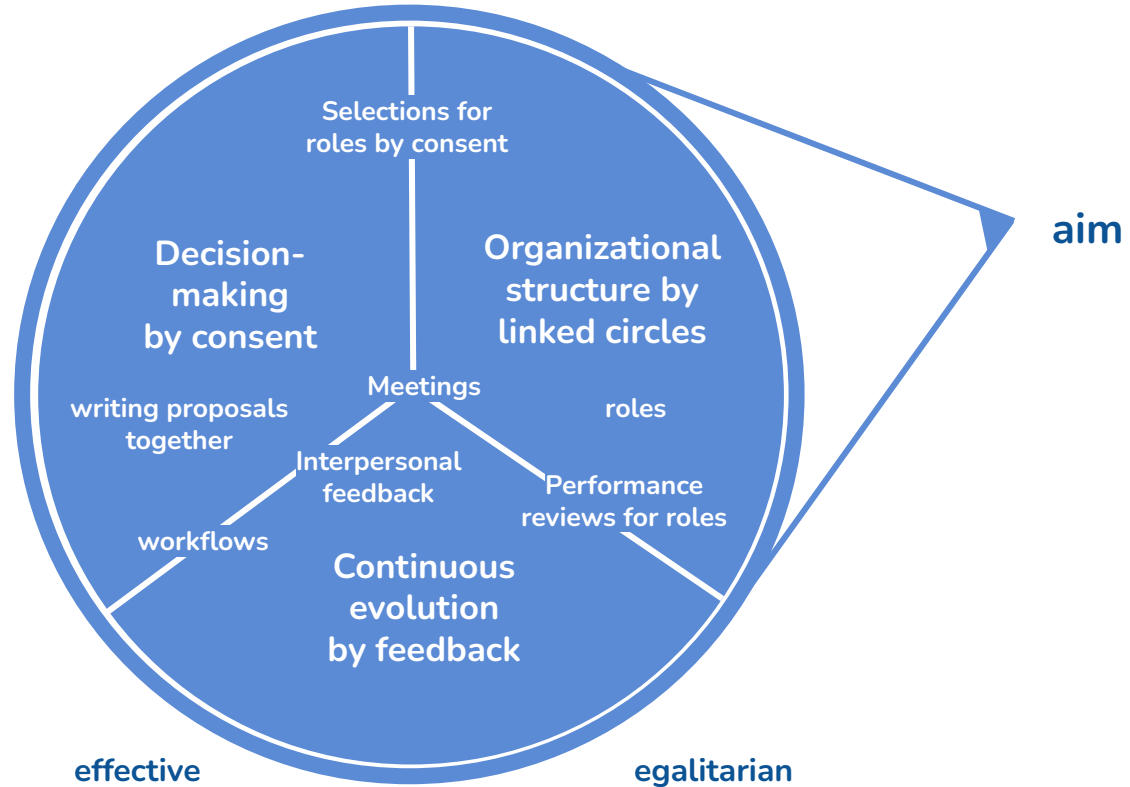 Selections for
roles by consent
Decision-
making
by consent
Organizational
structure by
linked circles
aim
Meetings
writing proposals
together
roles
Interpersonal
feedback
Performance
reviews for roles
workflows
Continuous
evolution
by feedback
effective
egalitarian